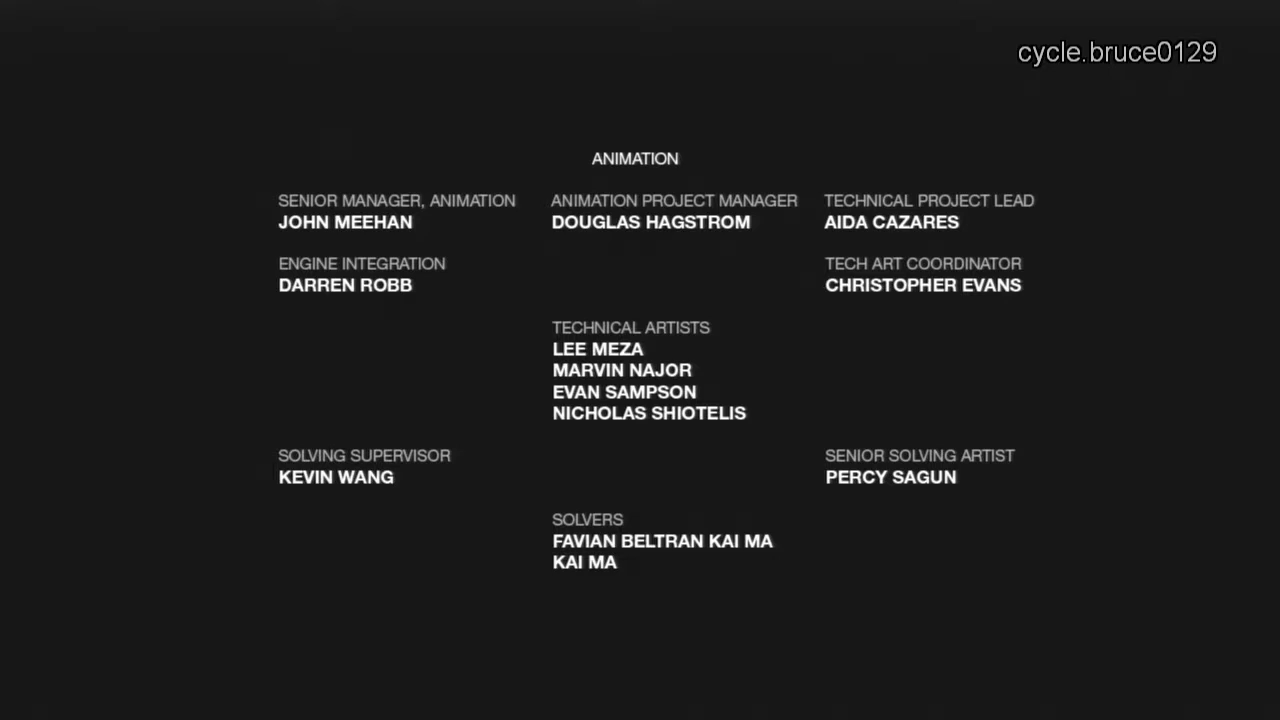 cycle.bruce0129
ANIMATION
SENIOR MANAGER, ANIMATION
JOHN MEEHAN
ANIMATION PROJECT MANAGER
DOUGLAS HAGSTROM
TECHNICAL PROJECT LEAD
AIDA CAZARES
ENGINE INTEGRATION
DARREN ROBB
TECH ART COORDINATOR
CHRISTOPHER EVANS
TECHNICAL ARTISTS
LEE MEZA
MARVIN NAJOR
EVAN SAMPSON
NICHOLAS SHIOTELIS
SOLVING SUPERVISOR
KEVIN WANG
SENIOR SOLVING ARTIST
PERCY SAGUN
SOLVERS
FAVIAN BELTRAN KAI MA
KAI MA